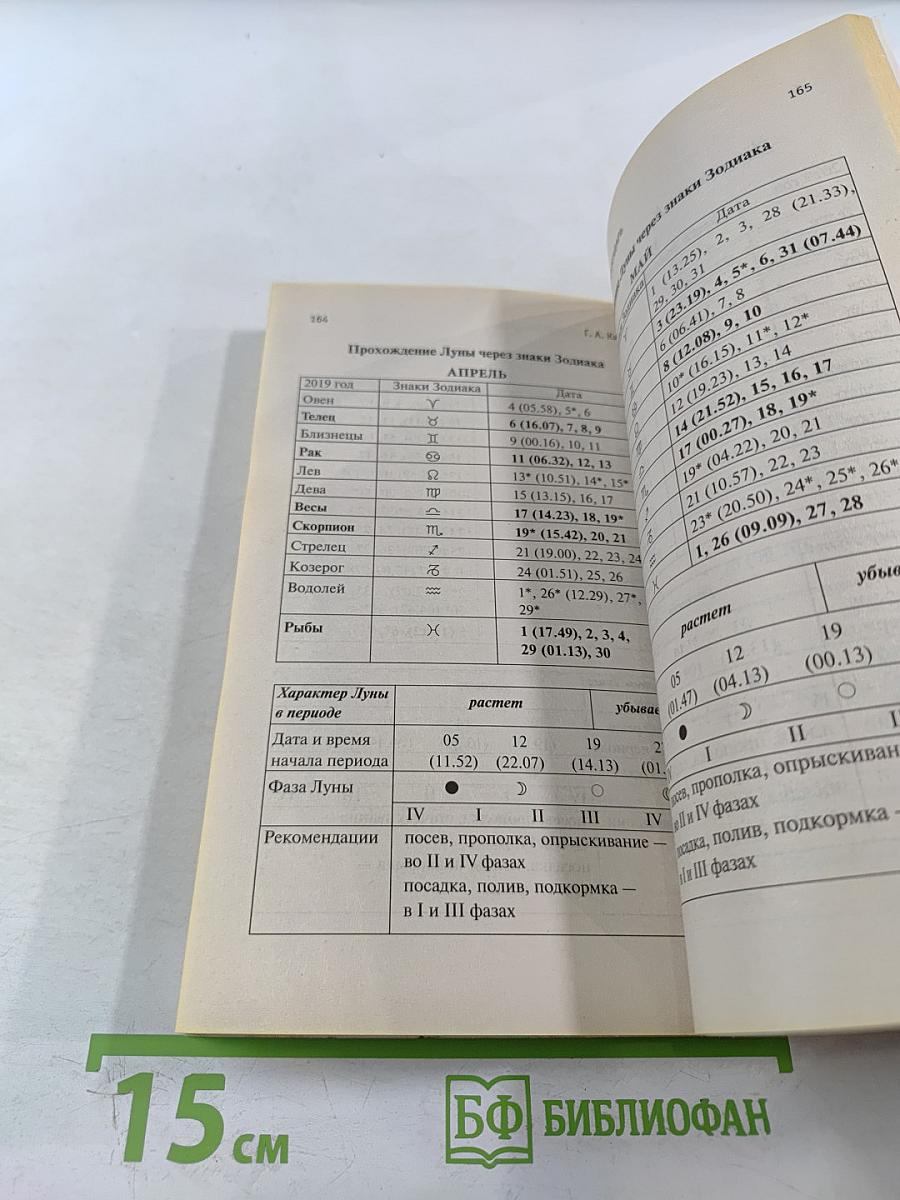 164
Г. А. Ки
Прохождение Луны через знаки Зодиака
АПРЕЛЬ
2019 год Знаки Зодиака Дата
Овен ♈ 4 (05.58), 5*, 6
Телец ♉ 6 (16.07), 7, 8, 9
Близнецы ♊ 9 (00.16), 10, 11
Рак ♋ 11 (06.32), 12, 13
Лев ♌ 13* (10.51), 14*, 15*
Дева ♍ 15 (13.15), 16, 17
Весы ♎ 17 (14.23), 18, 19*
Скорпион ♏ 19* (15.42), 20, 21
Стрелец ♐ 21 (19.00), 22, 23, 24
Козерог ♑ 24 (01.51), 25, 26
Водолей ♒ 1*, 26* (12.29), 27*,
29*
Рыбы ♓ 1 (17.49), 2, 3, 4,
29 (01.13), 30
Характер Луны
в периоде растет убывае
Дата и время 05 12 19 2
начала периода (11.52) (22.07) (14.13) (01.
Фаза Луны ● ☽ ○
IV I II III IV
Рекомендации посев, прополка, опрыскивание —
во II и IV фазах
посадка, полив, подкормка —
в I и III фазах
165
Луны через знаки Зодиака
МАЙ
Дата
1 (13.25), 2, 3, 28 (21.33),
29, 30, 31
3 (23.19), 4, 5*, 6, 31 (07.44)
6 (06.41), 7, 8
8 (12.08), 9, 10
10* (16.15), 11*, 12*
12 (19.23), 13, 14
14 (21.52), 15, 16, 17
17 (00.27), 18, 19*
19* (04.22), 20, 21
21 (10.57), 22, 23
23* (20.50), 24*, 25*, 26*
1, 26 (09.09), 27, 28
растет убыв
05 12 19
(01.47) (04.13) (00.13)
● ☽ ○
I II
посев, прополка, опрыскиван
во II и IV фазах
посадка, полив, подкормка —
в I и III фазах
15 см
БФ БИБЛИОФАН